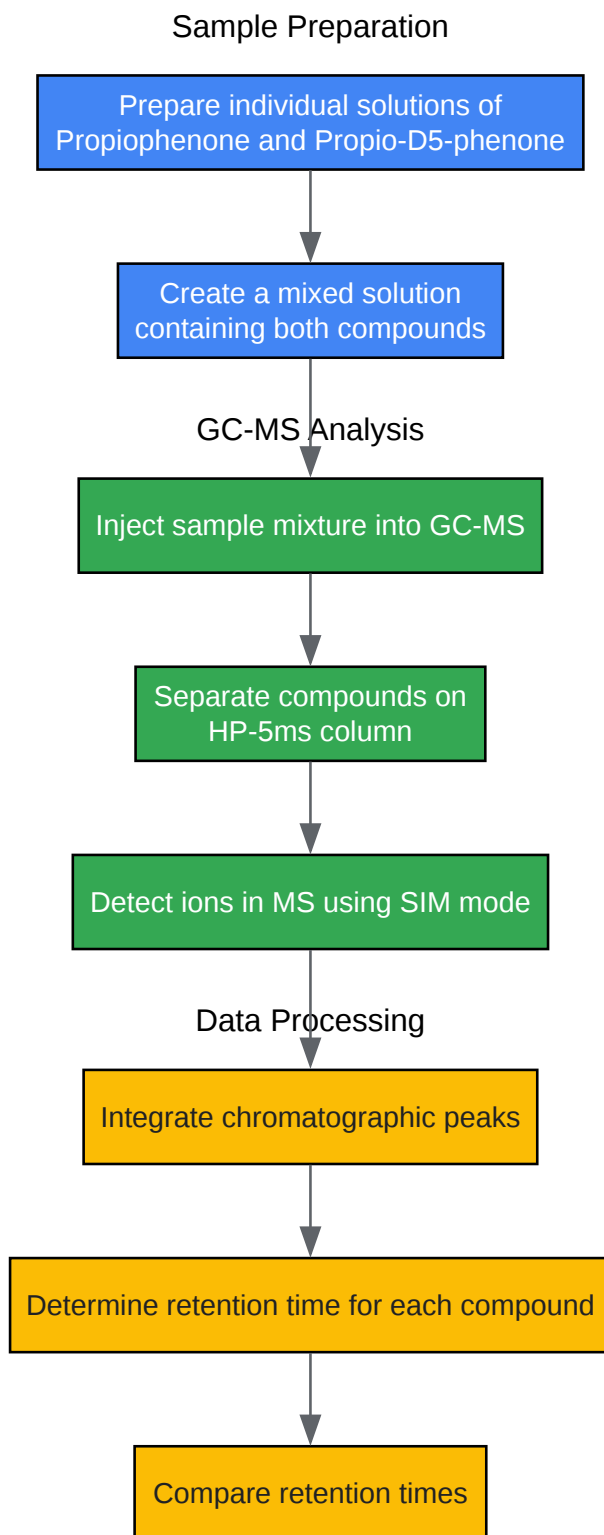 Sample Preparation
Prepare individual solutions of
Propiophenone and Propio-D5-phenone
Create a mixed solution
containing both compounds
GC-MS Analysis
Inject sample mixture into GC-MS
Separate compounds on
HP-5ms column
Detect ions in MS using SIM mode
Data Processing
Integrate chromatographic peaks
Determine retention time for each compound
Compare retention times